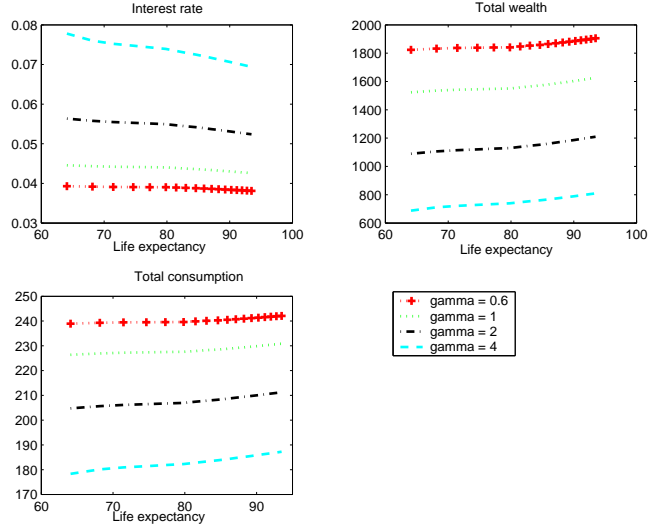 Interest rate
0.08
0.07
0.06
0.05
0.04
0.03
60 70 80 90 100
Life expectancy
Total wealth
2000
1800
1600
1400
1200
1000
800
600
60 70 80 90 100
Life expectancy
Total consumption
250
240
230
220
210
200
190
180
170
60 70 80 90
Life expectancy
gamma = 0.6
gamma = 1
gamma = 2
gamma = 4